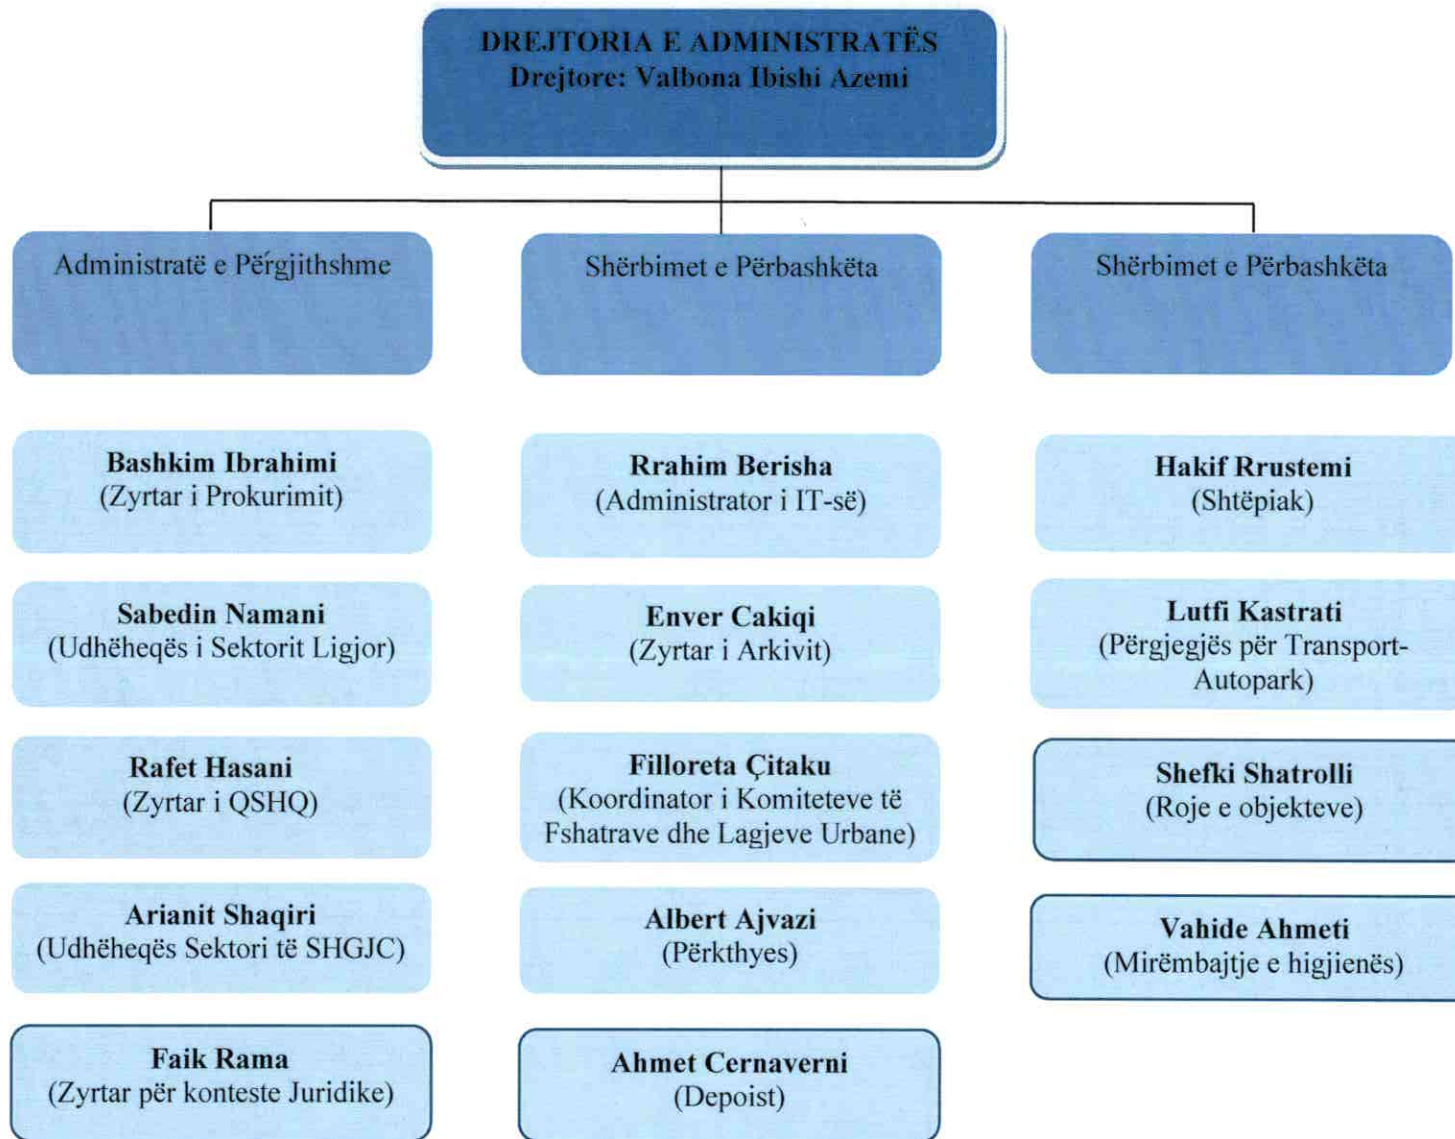 DREJTORIA E ADMINISTRATËS
Drejtore: Valbona Ibishi Azemi
Administratë e Përgjithshme
Shërbimet e Përbashkëta
Shërbimet e Përbashkëta
Bashkim Ibrahimi
(Zyrtar i Prokurimit)
Sabedin Namani
(Udhëheqës i Sektorit Ligjor)
Rafet Hasani
(Zyrtar i QSHQ)
Arianit Shaqiri
(Udhëheqës Sektori të SHGJC)
Faik Rama
(Zyrtar për konteste Juridike)
Rrahim Berisha
(Administrator i IT-së)
Enver Cakiqi
(Zyrtar i Arkivit)
Filloreta Çitaku
(Koordinator i Komiteteve të
Fshatrave dhe Lagjeve Urbane)
Albert Ajvazi
(Përkthyes)
Ahmet Cernaverni
(Depoist)
Hakif Rrustemi
(Shtëpiak)
Lutfi Kastrati
(Përgjegjës për Transport-
Autopark)
Shefki Shatrolli
(Roje e objekteve)
Vahide Ahmeti
(Mirëmbajtje e higjienës)